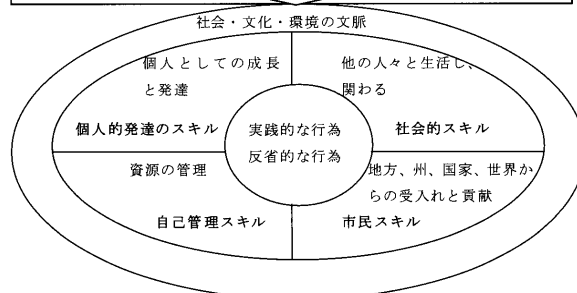 社会・文化・環境の文脈
個人としての成長
と発達
個人的発達のスキル
他の人々と生活し、
関わる
社会的スキル
実践的な行為
反省的な行為
資源の管理
自己管理スキル
地方、州、国家、世界か
らの受入れと貢献
市民スキル